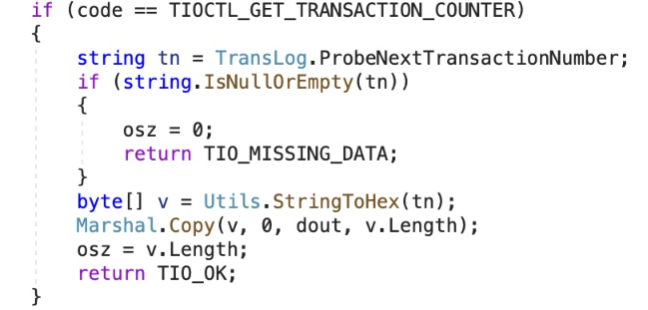 if (code == TIOCTL_GET_TRANSACTION_COUNTER)
{
string tn = TransLog.ProbeNextTransactionNumber;
if (string.IsNullOrEmpty(tn))
{
osz = 0;
return TIO_MISSING_DATA;
}
byte[] v = Utils.StringToHex(tn);
Marshal.Copy(v, 0, dout, v.Length);
osz = v.Length;
return TIO_OK;
}